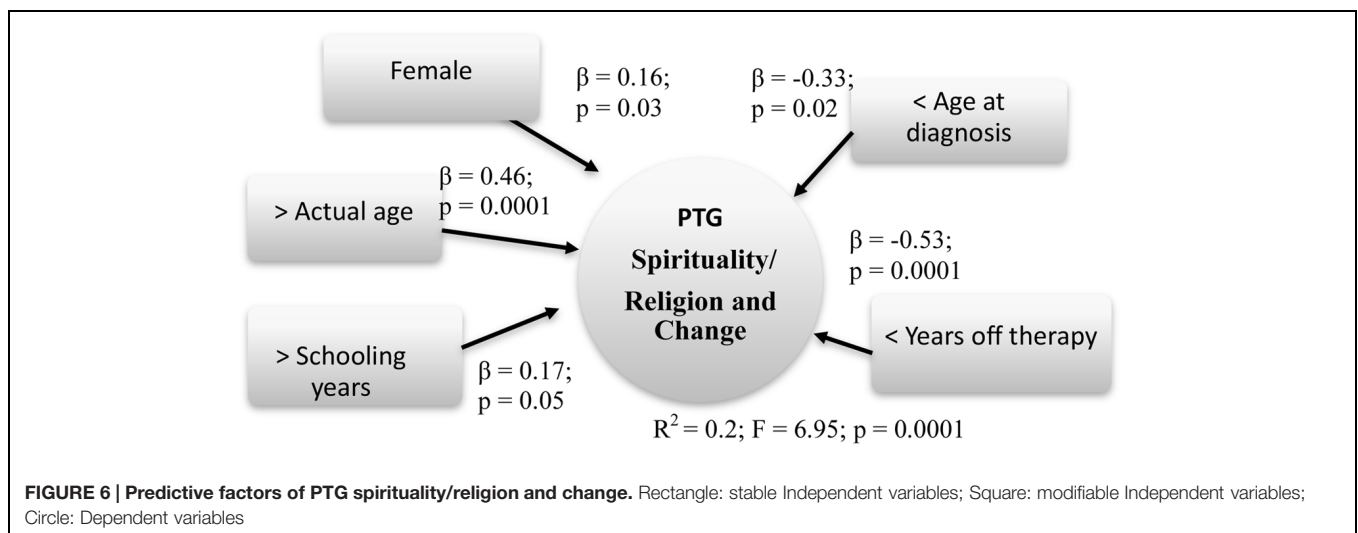 Female
β = 0.16;
p = 0.03
β = -0.33;
p = 0.02
< Age at
diagnosis
> Actual age
β = 0.46;
p = 0.0001
PTG
Spirituality/
Religion and
Change
β = -0.53;
p = 0.0001
< Years off therapy
> Schooling
years
β = 0.17;
p = 0.05
R² = 0.2; F = 6.95; p = 0.0001
FIGURE 6 | Predictive factors of PTG spirituality/religion and change. Rectangle: stable Independent variables; Square: modifiable Independent variables;
Circle: Dependent variables